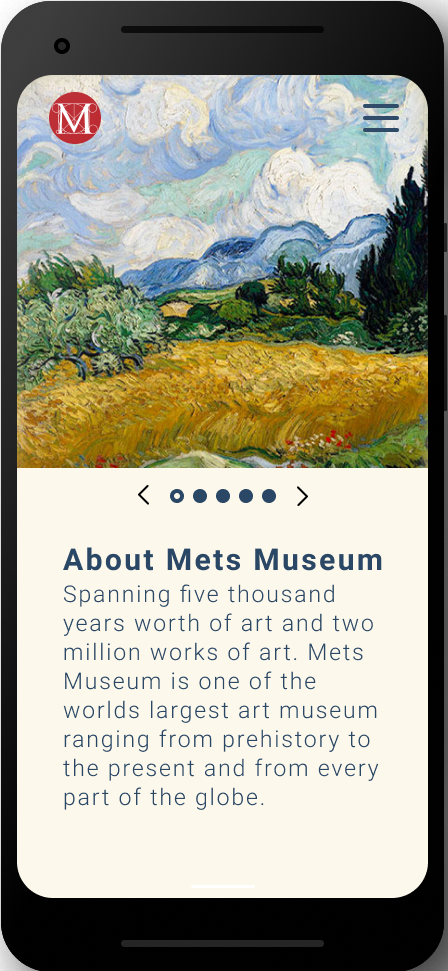 M
About Mets Museum
Spanning five thousand
years worth of art and two
million works of art. Mets
Museum is one of the
worlds largest art museum
ranging from prehistory to
the present and from every
part of the globe.